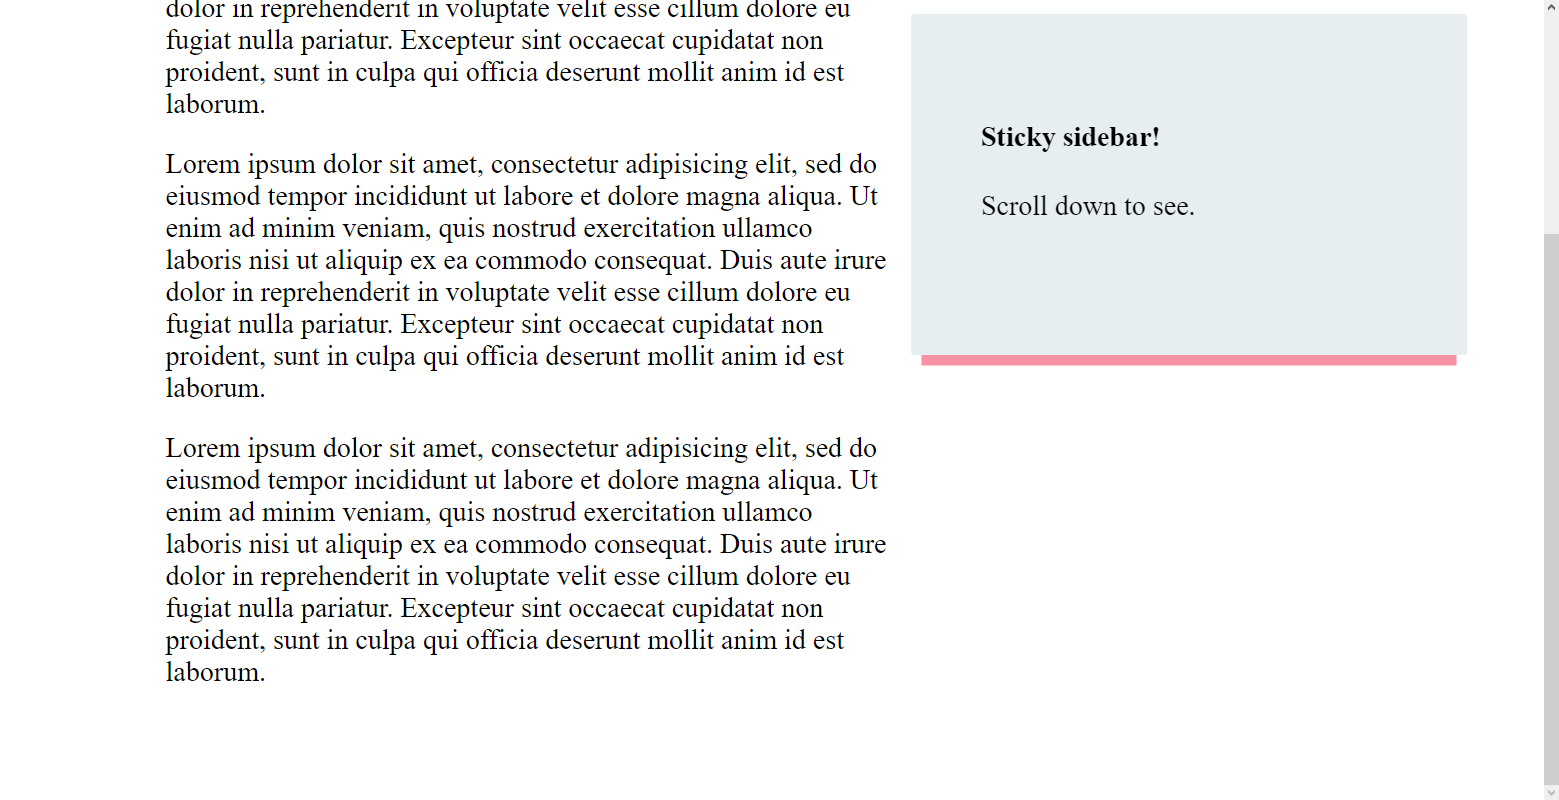 dolor in reprehenderit in voluptate velit esse cillum dolore eu
fugiat nulla pariatur. Excepteur sint occaecat cupidatat non
proident, sunt in culpa qui officia deserunt mollit anim id est
laborum.
Lorem ipsum dolor sit amet, consectetur adipisicing elit, sed do
eiusmod tempor incididunt ut labore et dolore magna aliqua. Ut
enim ad minim veniam, quis nostrud exercitation ullamco
laboris nisi ut aliquip ex ea commodo consequat. Duis aute irure
dolor in reprehenderit in voluptate velit esse cillum dolore eu
fugiat nulla pariatur. Excepteur sint occaecat cupidatat non
proident, sunt in culpa qui officia deserunt mollit anim id est
laborum.
Lorem ipsum dolor sit amet, consectetur adipisicing elit, sed do
eiusmod tempor incididunt ut labore et dolore magna aliqua. Ut
enim ad minim veniam, quis nostrud exercitation ullamco
laboris nisi ut aliquip ex ea commodo consequat. Duis aute irure
dolor in reprehenderit in voluptate velit esse cillum dolore eu
fugiat nulla pariatur. Excepteur sint occaecat cupidatat non
proident, sunt in culpa qui officia deserunt mollit anim id est
laborum.
Sticky sidebar!
Scroll down to see.